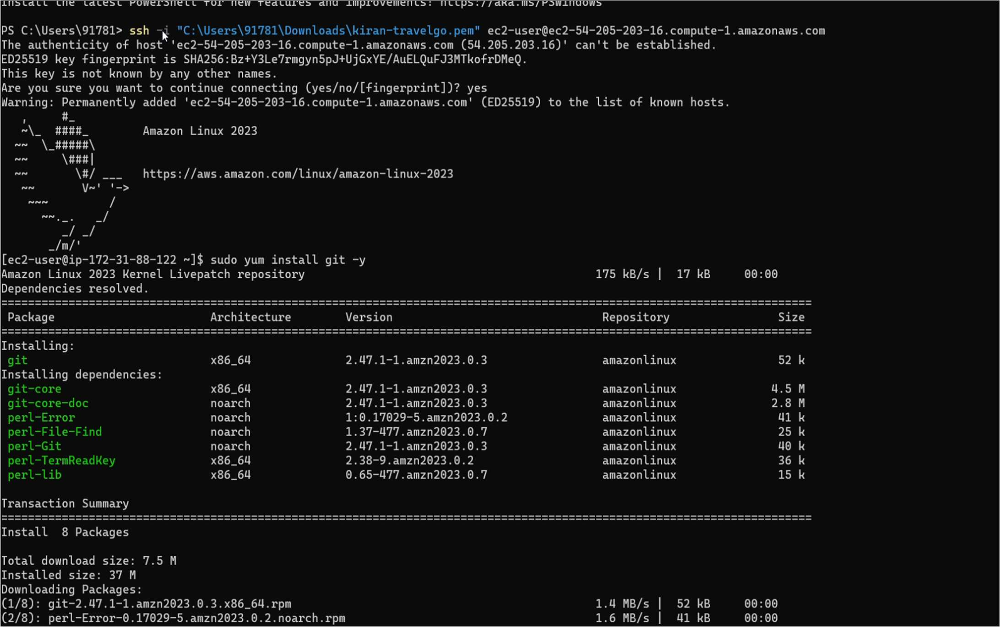 Install the latest PowerShell for new features and improvements! https://aka.ms/PSWindows
PS C:\Users\91781> ssh -i "C:\Users\91781\Downloads\kiran-travelgo.pem" ec2-user@ec2-54-205-203-16.compute-1.amazonaws.com
The authenticity of host 'ec2-54-205-203-16.compute-1.amazonaws.com (54.205.203.16)' can't be established.
ED25519 key fingerprint is SHA256:Bz+Y3Le7rmgyn5pJ+UjGxYE/AuELQuFJ3MTkofrDMeQ.
This key is not known by any other names.
Are you sure you want to continue connecting (yes/no/[fingerprint])? yes
Warning: Permanently added 'ec2-54-205-203-16.compute-1.amazonaws.com' (ED25519) to the list of known hosts.
   ,     #_
   ~\_  ####_        Amazon Linux 2023
  ~~  \_#####\
  ~~     \###|
  ~~       \#/ ___   https://aws.amazon.com/linux/amazon-linux-2023
   ~~       V~' '->
    ~~~         /
      ~~._.   _/
         _/ _/
       _/m/'
[ec2-user@ip-172-31-88-122 ~]$ sudo yum install git -y
Amazon Linux 2023 Kernel Livepatch repository 175 kB/s | 17 kB 00:00
Dependencies resolved.
========================================================================================================================
Package Architecture Version Repository Size
========================================================================================================================
Installing:
git x86_64 2.47.1-1.amzn2023.0.3 amazonlinux 52 k
Installing dependencies:
git-core x86_64 2.47.1-1.amzn2023.0.3 amazonlinux 4.5 M
git-core-doc noarch 2.47.1-1.amzn2023.0.3 amazonlinux 2.8 M
perl-Error noarch 1:0.17029-5.amzn2023.0.2 amazonlinux 41 k
perl-File-Find noarch 1.37-477.amzn2023.0.7 amazonlinux 25 k
perl-Git noarch 2.47.1-1.amzn2023.0.3 amazonlinux 40 k
perl-TermReadKey x86_64 2.38-9.amzn2023.0.2 amazonlinux 36 k
perl-lib x86_64 0.65-477.amzn2023.0.7 amazonlinux 15 k
Transaction Summary
========================================================================================================================
Install  8 Packages
Total download size: 7.5 M
Installed size: 37 M
Downloading Packages:
(1/8): git-2.47.1-1.amzn2023.0.3.x86_64.rpm 1.4 MB/s | 52 kB 00:00
(2/8): perl-Error-0.17029-5.amzn2023.0.2.noarch.rpm 1.6 MB/s | 41 kB 00:00